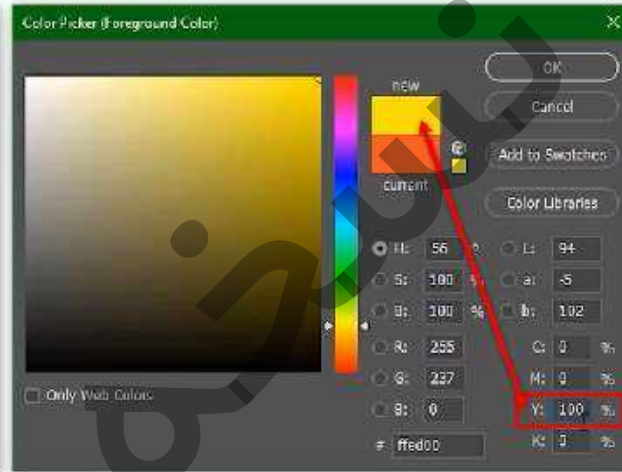 Color Picker (Foreground Color)
new
current
OK
Cancel
Add to Swatches
Color Libraries
H: 56 °
S: 100 %
B: 100 %
R: 255
G: 237
B: 0
# ffed00
L: 94
a: -5
b: 102
C: 0 %
M: 0 %
Y: 100 %
K: 0 %
Only Web Colors